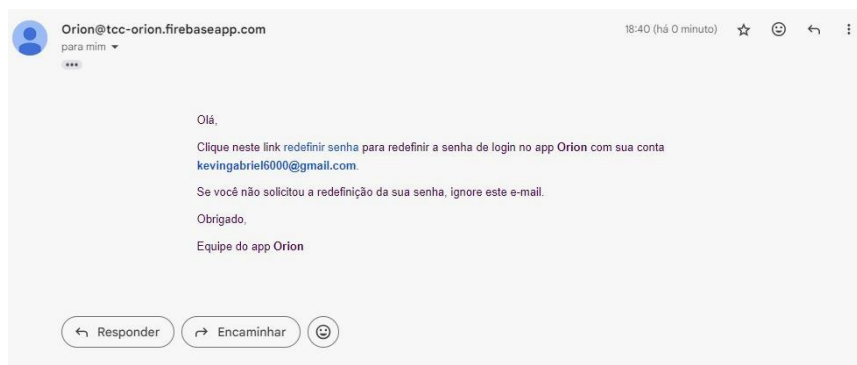 Orion@tcc-orion.firebaseapp.com 18:40 (há 0 minuto)
para mim
Olá,
Clique neste link redefinir senha para redefinir a senha de login no app Orion com sua conta
kevingabriel6000@gmail.com.
Se você não solicitou a redefinição da sua senha, ignore este e-mail.
Obrigado,
Equipe do app Orion
Responder Encaminhar